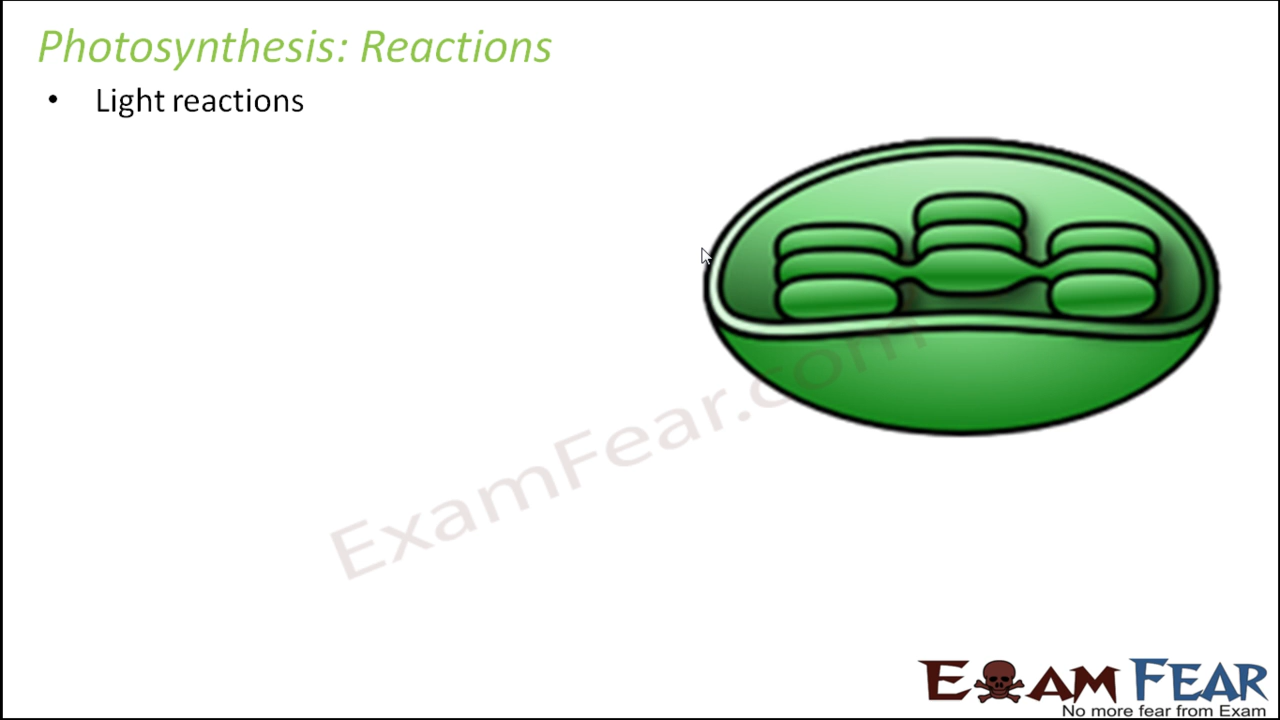 Photosynthesis: Reactions
• Light reactions
ExamFear.com
EXAM FEAR
No more fear from Exam